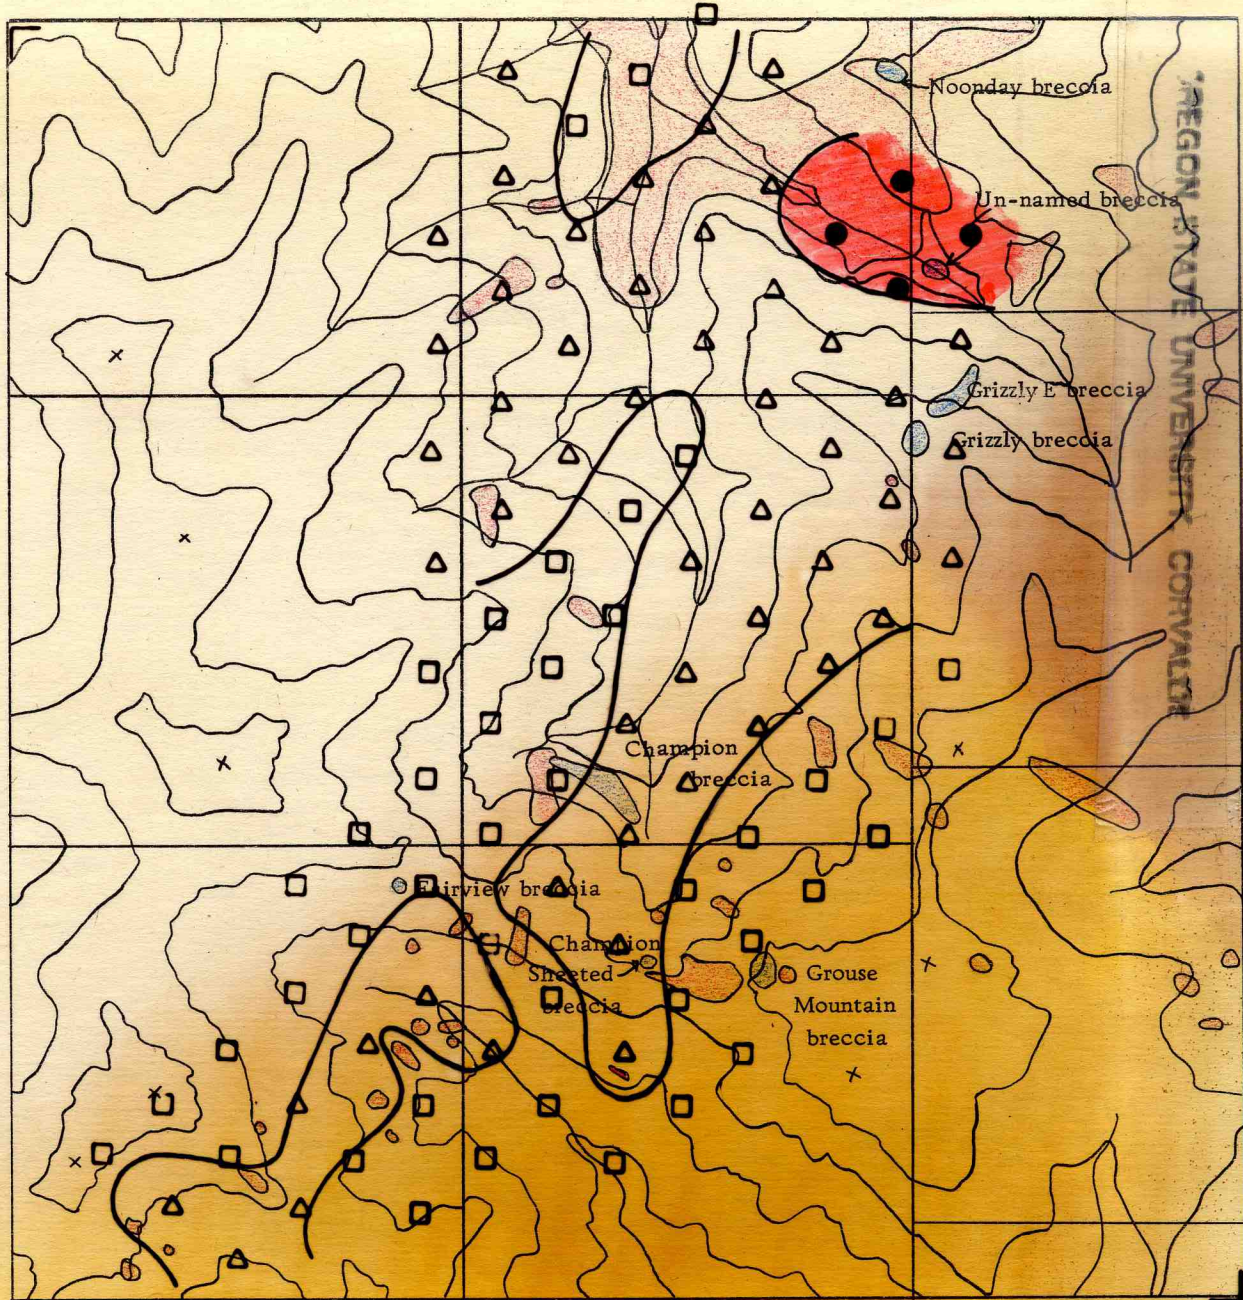 Noonday breccia
Un-named breccia
Grizzly E breccia
Grizzly breccia
Champion
breccia
Fairview breccia
Champion
Sheeted
breccia
Grouse
Mountain
breccia
OREGON STATE UNIVERSITY CORVALLIS